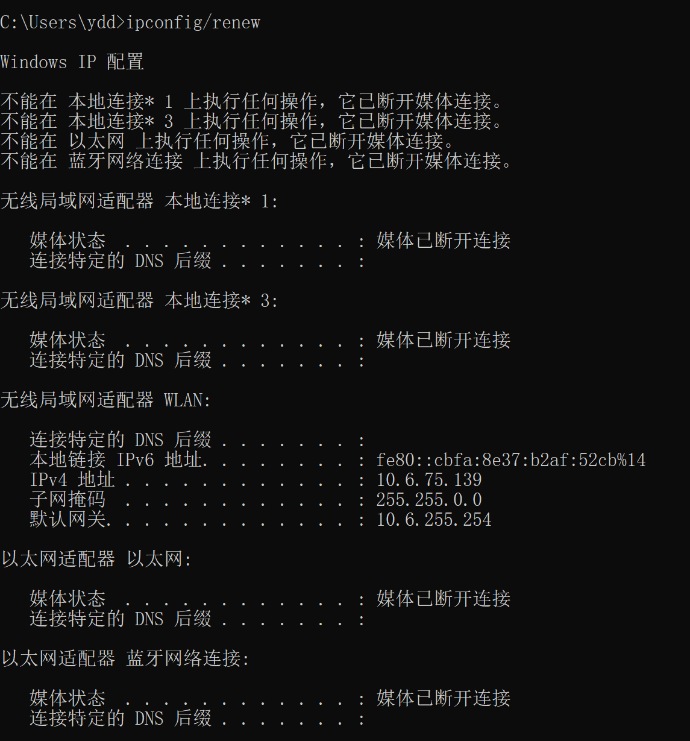 C:\Users\ydd>ipconfig/renew
Windows IP 配置
不能在 本地连接* 1 上执行任何操作，它已断开媒体连接。
不能在 本地连接* 3 上执行任何操作，它已断开媒体连接。
不能在 以太网 上执行任何操作，它已断开媒体连接。
不能在 蓝牙网络连接 上执行任何操作，它已断开媒体连接。
无线局域网适配器 本地连接* 1:
媒体状态 . . . . . . . . . . . . : 媒体已断开连接
连接特定的 DNS 后缀 . . . . . . . :
无线局域网适配器 本地连接* 3:
媒体状态 . . . . . . . . . . . . : 媒体已断开连接
连接特定的 DNS 后缀 . . . . . . . :
无线局域网适配器 WLAN:
连接特定的 DNS 后缀 . . . . . . . :
本地链接 IPv6 地址. . . . . . . . : fe80::cbfa:8e37:b2af:52cb%14
IPv4 地址 . . . . . . . . . . . . : 10.6.75.139
子网掩码 . . . . . . . . . . . . : 255.255.0.0
默认网关. . . . . . . . . . . . . : 10.6.255.254
以太网适配器 以太网:
媒体状态 . . . . . . . . . . . . : 媒体已断开连接
连接特定的 DNS 后缀 . . . . . . . :
以太网适配器 蓝牙网络连接:
媒体状态 . . . . . . . . . . . . : 媒体已断开连接
连接特定的 DNS 后缀 . . . . . . . :